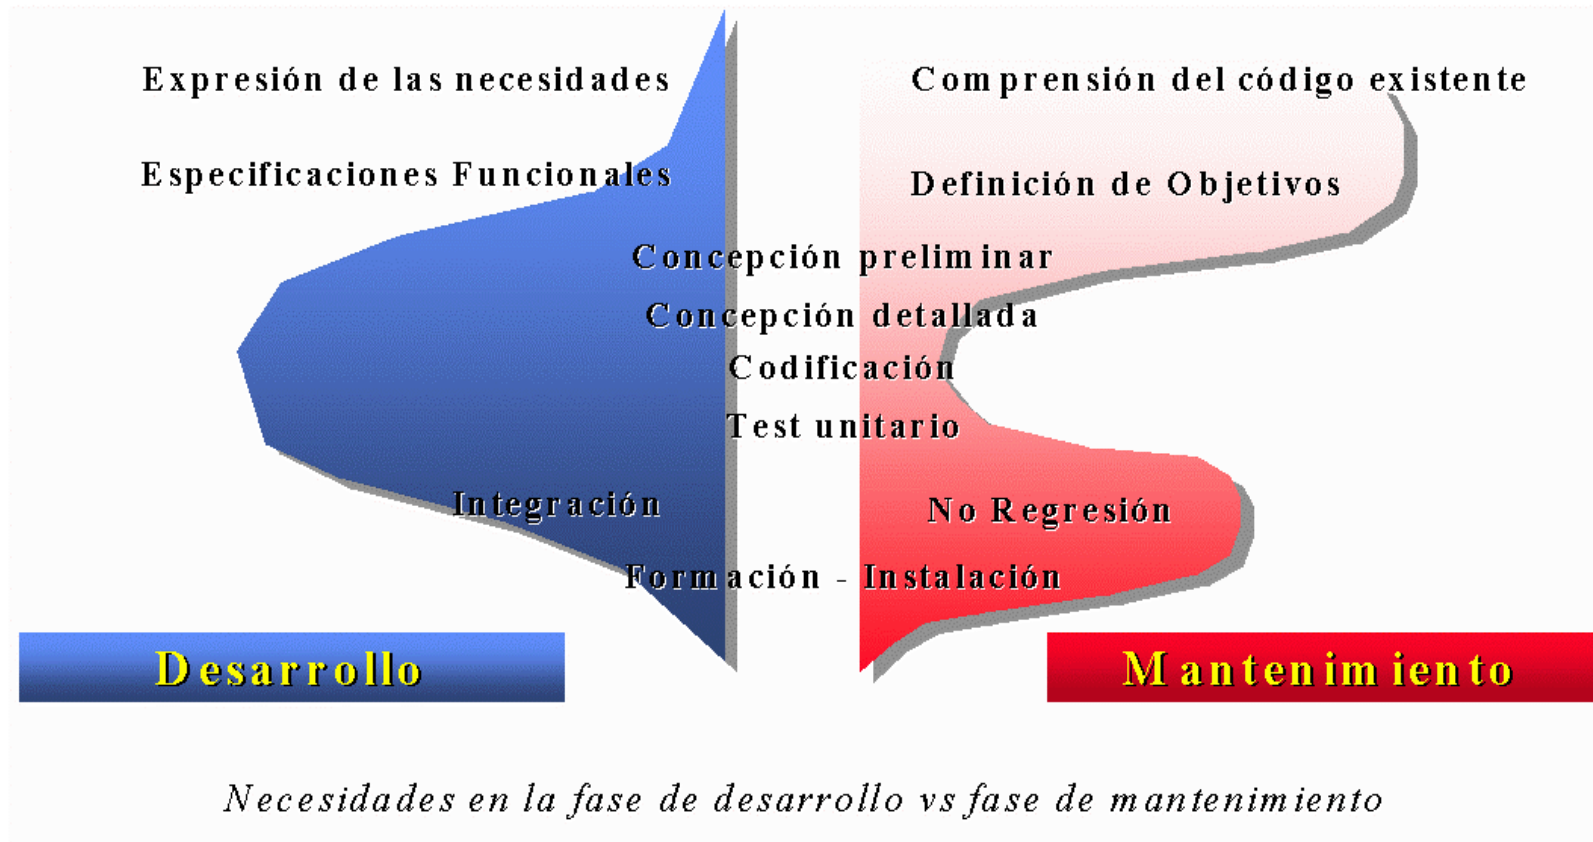 Expresión de las necesidades
Comprensión del código existente
Especificaciones Funcionales
Definición de Objetivos
Concepción preliminar
Concepción detallada
Codificación
Test unitario
Integración
No Regresión
Formación - Instalación
Desarrollo
Mantenimiento
Necesidades en la fase de desarrollo vs fase de mantenimiento